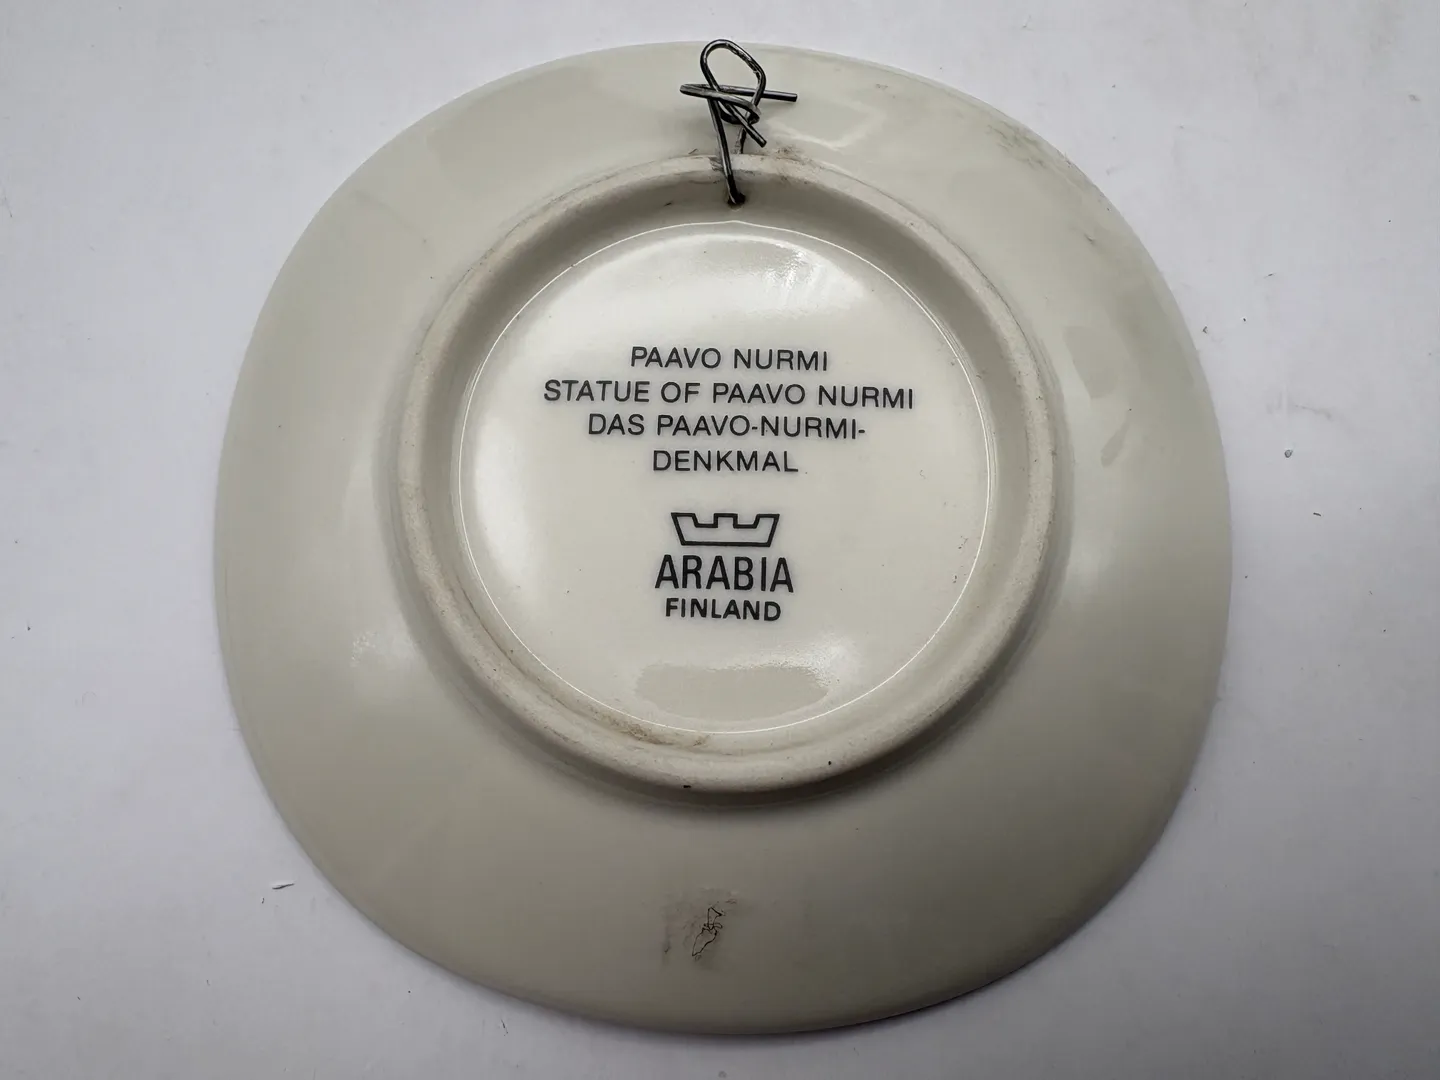 PAAVO NURMI
STATUE OF PAAVO NURMI
DAS PAAVO-NURMI-
DENKMAL
ARABIA
FINLAND